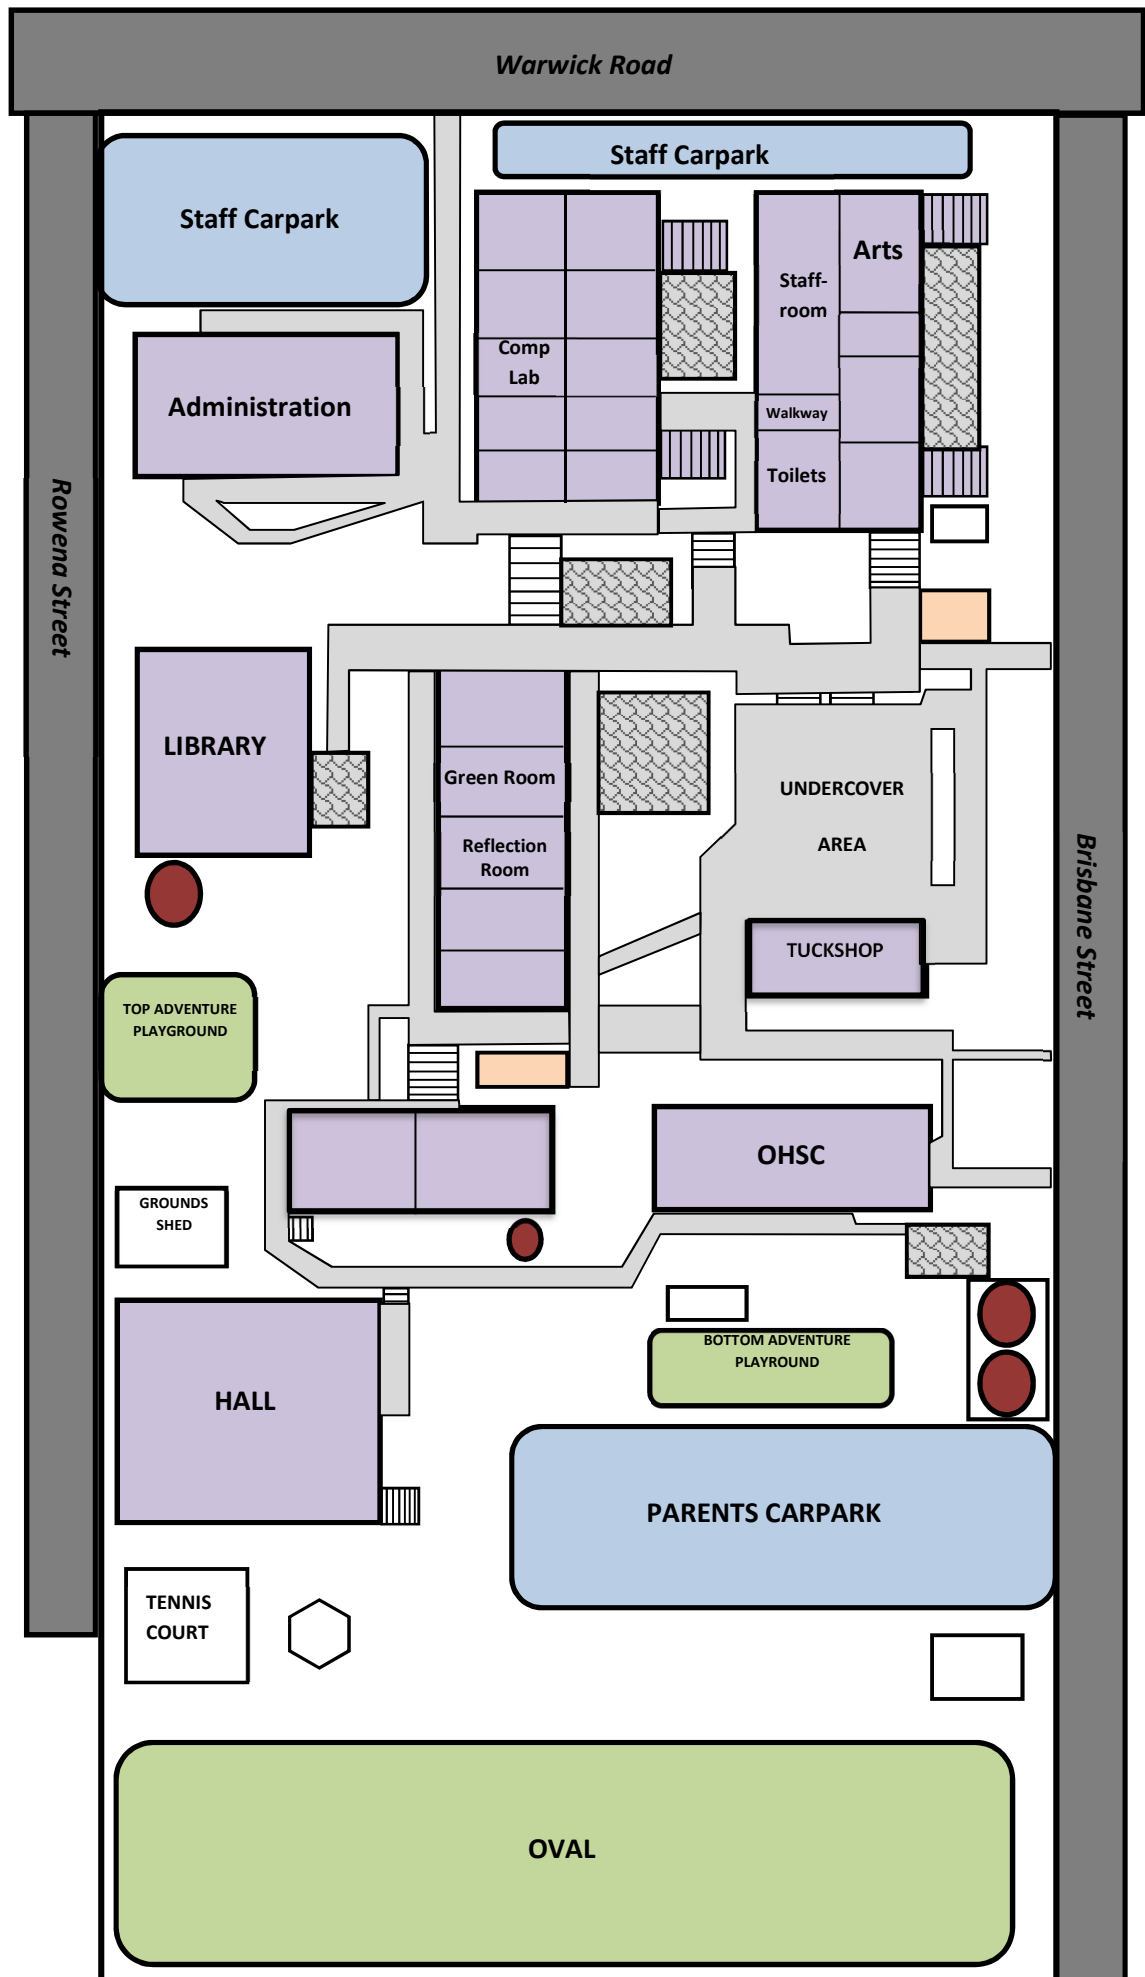 Warwick Road
Staff Carpark
Staff Carpark
Arts
Staff-
room
Comp
Lab
Administration
Walkway
Toilets
Rowena Street
LIBRARY
Green Room
Reflection
Room
UNDERCOVER
AREA
Brisbane Street
TUCKSHOP
TOP ADVENTURE
PLAYGROUND
OHSC
GROUNDS
SHED
BOTTOM ADVENTURE
PLAYROUND
HALL
PARENTS CARPARK
TENNIS
COURT
OVAL